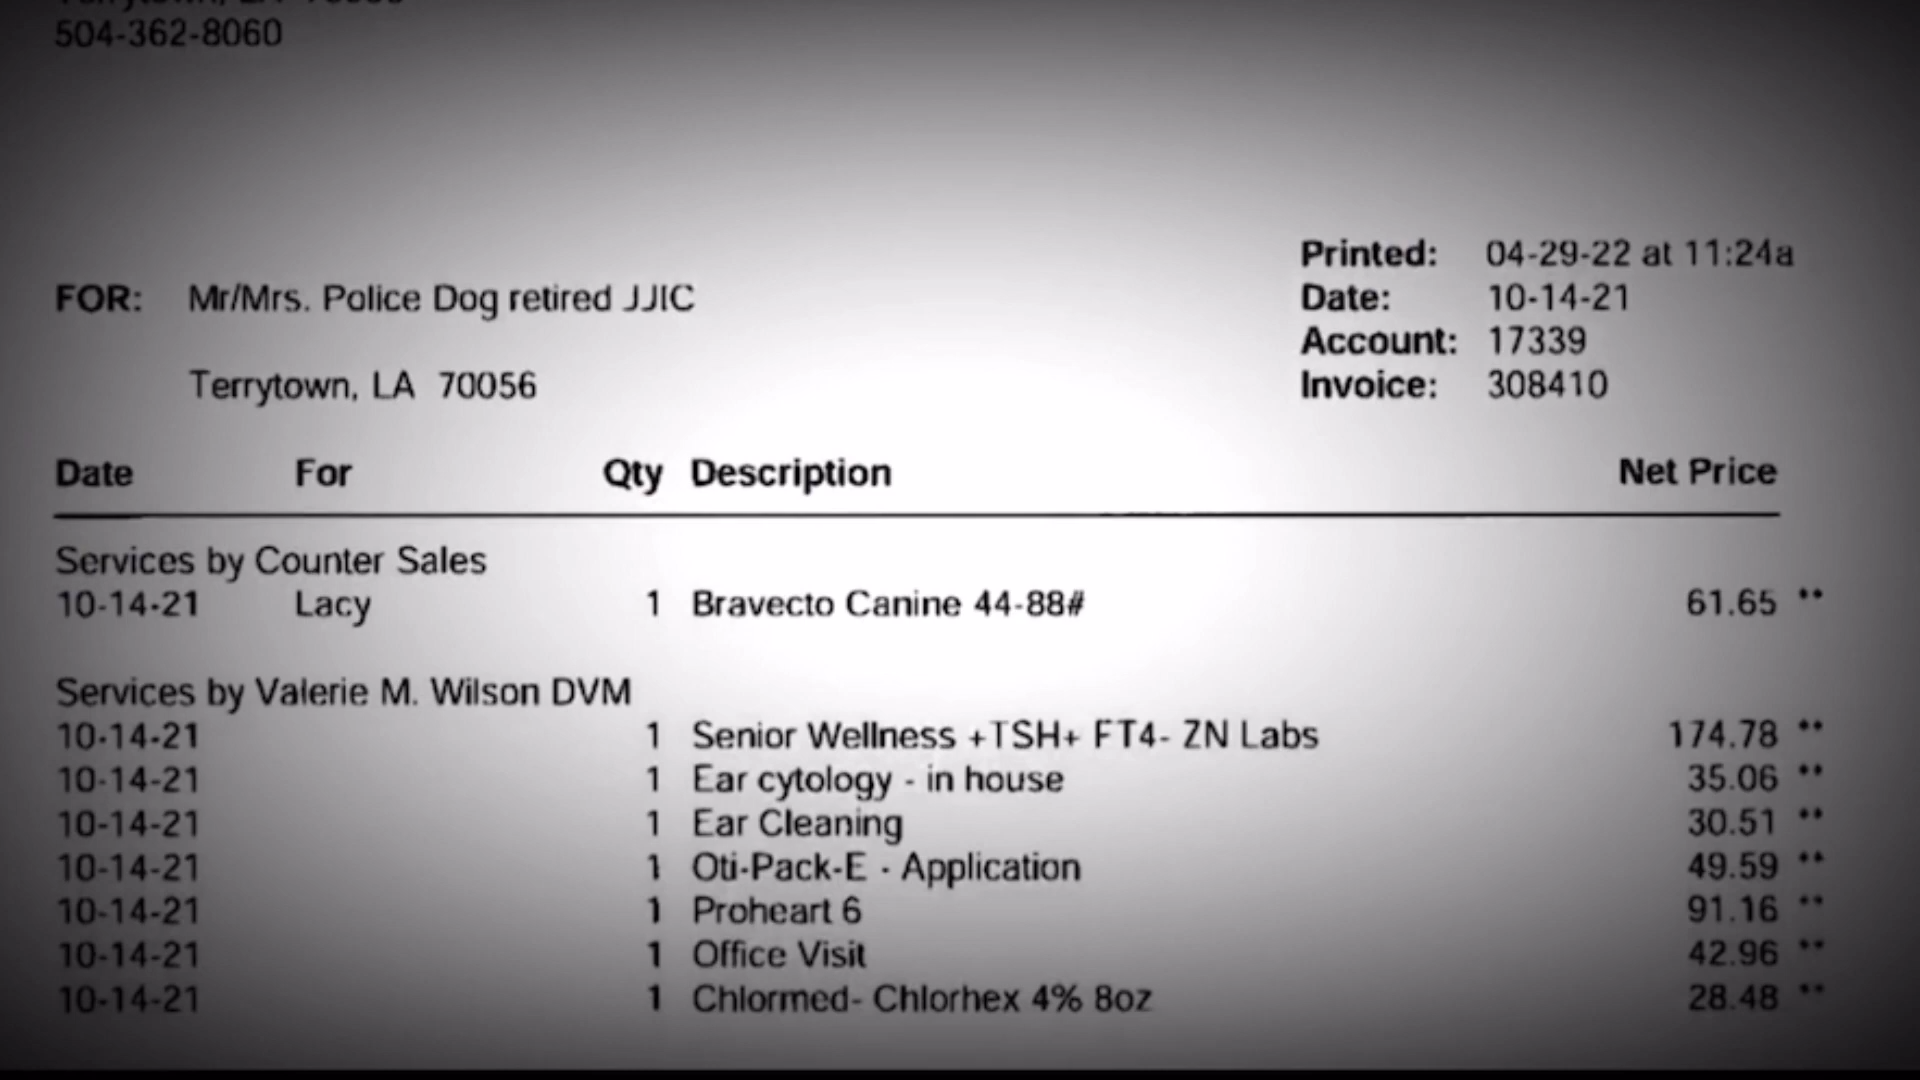 504-362-8060
Printed: 04-29-22 at 11:24a
FOR: Mr/Mrs. Police Dog retired JJIC
Date: 10-14-21
Account: 17339
Terrytown, LA 70056
Invoice: 308410
Date For Qty Description Net Price
Services by Counter Sales
10-14-21 Lacy 1 Bravecto Canine 44-88# 61.65 **
Services by Valerie M. Wilson DVM
10-14-21 1 Senior Wellness +TSH+ FT4- ZN Labs 174.78 **
10-14-21 1 Ear cytology - in house 35.06 **
10-14-21 1 Ear Cleaning 30.51 **
10-14-21 1 Oti-Pack-E - Application 49.59 **
10-14-21 1 Proheart 6 91.16 **
10-14-21 1 Office Visit 42.96 **
10-14-21 1 Chlormed- Chlorhex 4% 8oz 28.48 **